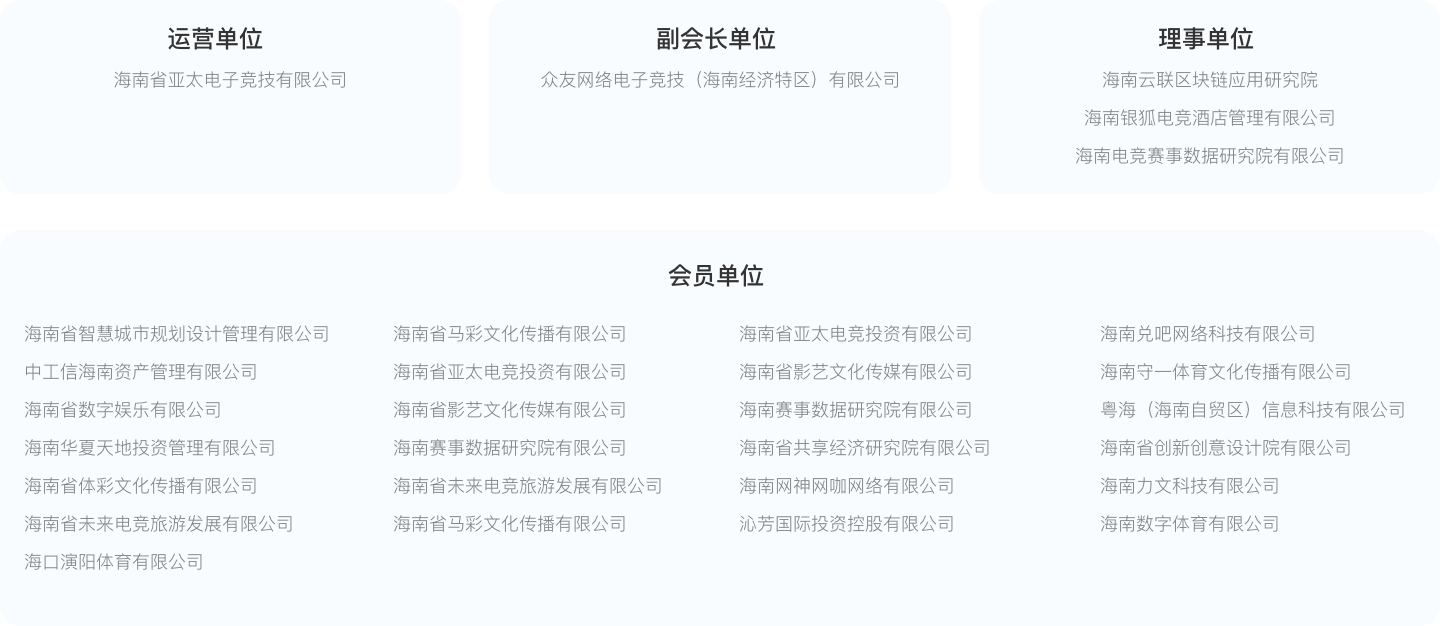 运营单位
海南省亚太电子竞技有限公司
副会长单位
众友网络电子竞技（海南经济特区）有限公司
理事单位
海南云联区块链应用研究院
海南银狐电竞酒店管理有限公司
海南电竞赛事数据研究院有限公司
会员单位
海南省智慧城市规划设计管理有限公司
中工信海南资产管理有限公司
海南省数字娱乐有限公司
海南华夏天地投资管理有限公司
海南省体彩文化传播有限公司
海南省未来电竞旅游发展有限公司
海口演阳体育有限公司
海南省马彩文化传播有限公司
海南省亚太电竞投资有限公司
海南省影艺文化传媒有限公司
海南赛事数据研究院有限公司
海南省未来电竞旅游发展有限公司
海南省马彩文化传播有限公司
海南省亚太电竞投资有限公司
海南省影艺文化传媒有限公司
海南赛事数据研究院有限公司
海南省共享经济研究院有限公司
海南网神网咖网络有限公司
沁芳国际投资控股有限公司
海南兑吧网络科技有限公司
海南守一体育文化传播有限公司
粤海（海南自贸区）信息科技有限公司
海南省创新创意设计院有限公司
海南力文科技有限公司
海南数字体育有限公司